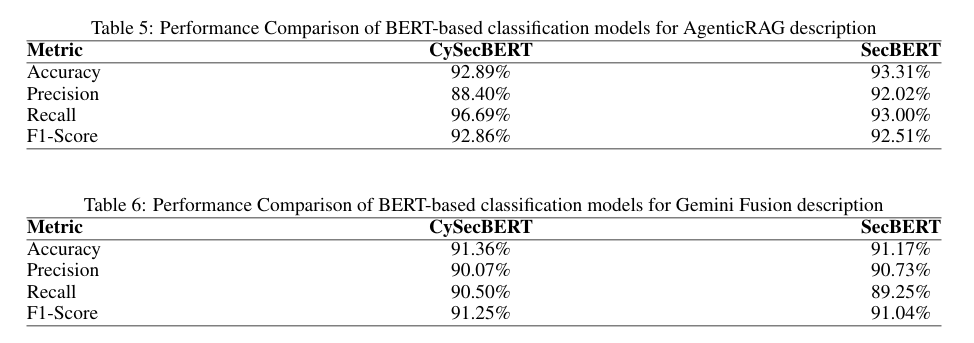 Table 5: Performance Comparison of BERT-based classification models for AgenticRAG description
Metric CySecBERT SecBERT
Accuracy 92.89% 93.31%
Precision 88.40% 92.02%
Recall 96.69% 93.00%
F1-Score 92.86% 92.51%
Table 6: Performance Comparison of BERT-based classification models for Gemini Fusion description
Metric CySecBERT SecBERT
Accuracy 91.36% 91.17%
Precision 90.07% 90.73%
Recall 90.50% 89.25%
F1-Score 91.25% 91.04%